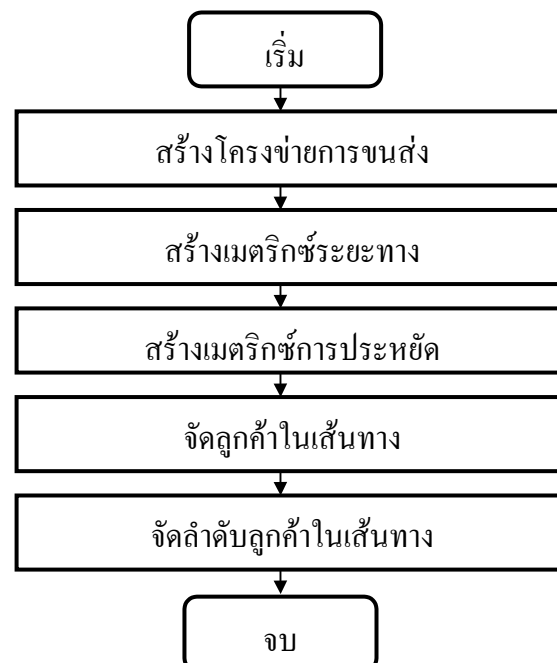 เริ่ม
สร้างโครงข่ายการขนส่ง
สร้างเมตริกซ์ระยะทาง
สร้างเมตริกซ์การประหยัด
จัดลูกค้าในเส้นทาง
จัดลำดับลูกค้าในเส้นทาง
จบ